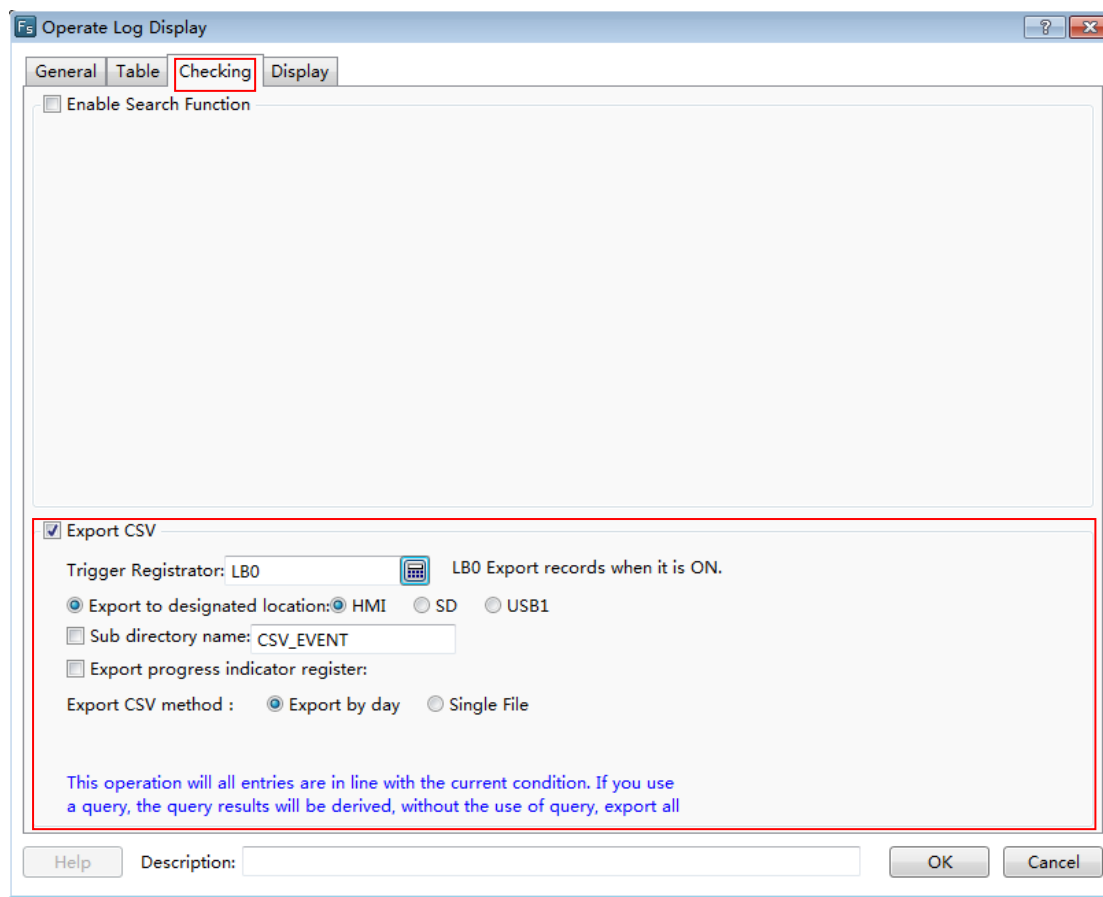 Fs Operate Log Display ?
General Table Checking Display
Enable Search Function
Export CSV
Trigger Registrator: LB0 LB0 Export records when it is ON.
Export to designated location: HMI SD USB1
Sub directory name: CSV_EVENT
Export progress indicator register:
Export CSV method : Export by day Single File
This operation will all entries are in line with the current condition. If you use
a query, the query results will be derived, without the use of query, export all
Help Description: OK Cancel